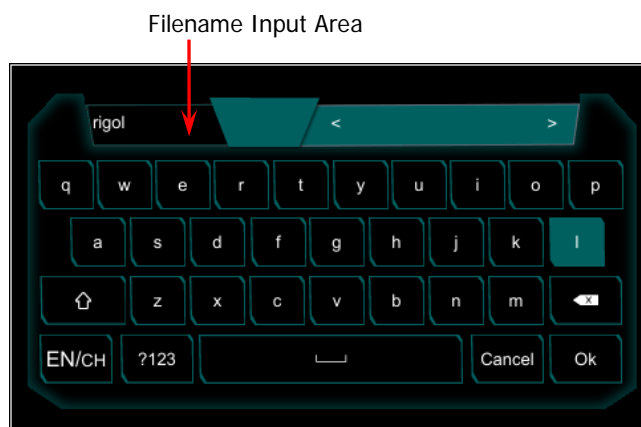 Filename Input Area
rigol < >
q w e r t y u i o p
a s d f g h j k l
z x c v b n m x
EN/CH ?123 Cancel Ok